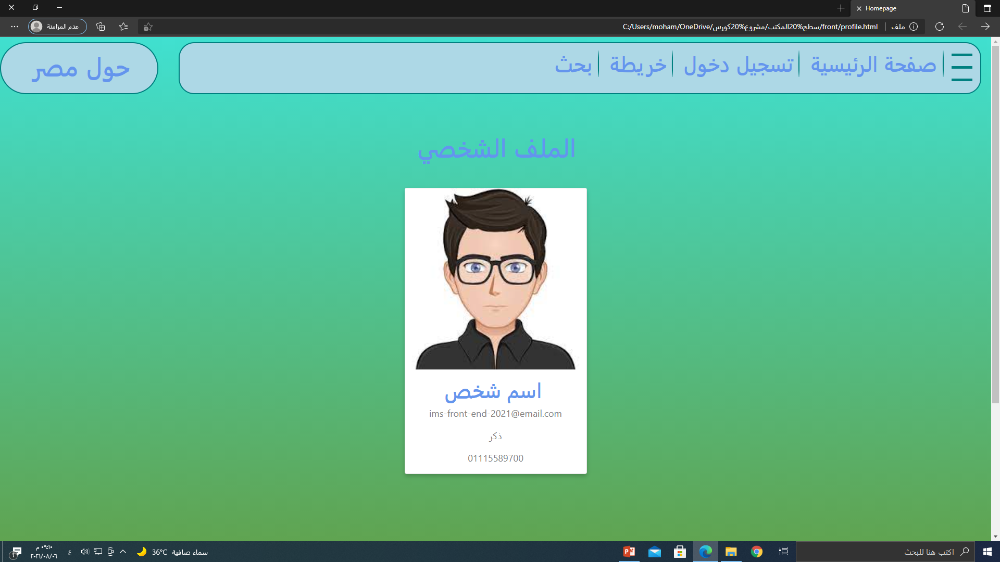 Homepage
عدم المزامنة
ملف
C:/Users/moham/OneDrive/سطح%20المكتب/مشروع%20كورس/front/profile.html
صفحة الرئيسية
تسجيل دخول
خريطة
بحث
حول مصر
الملف الشخصي
اسم شخص
ims-front-end-2021@email.com
ذكر
01115589700
اكتب هنا للبحث
سماء صافية 36°C
ع
٠٩:١٠ م
٢٠٢١/٠٨/٠٦
١